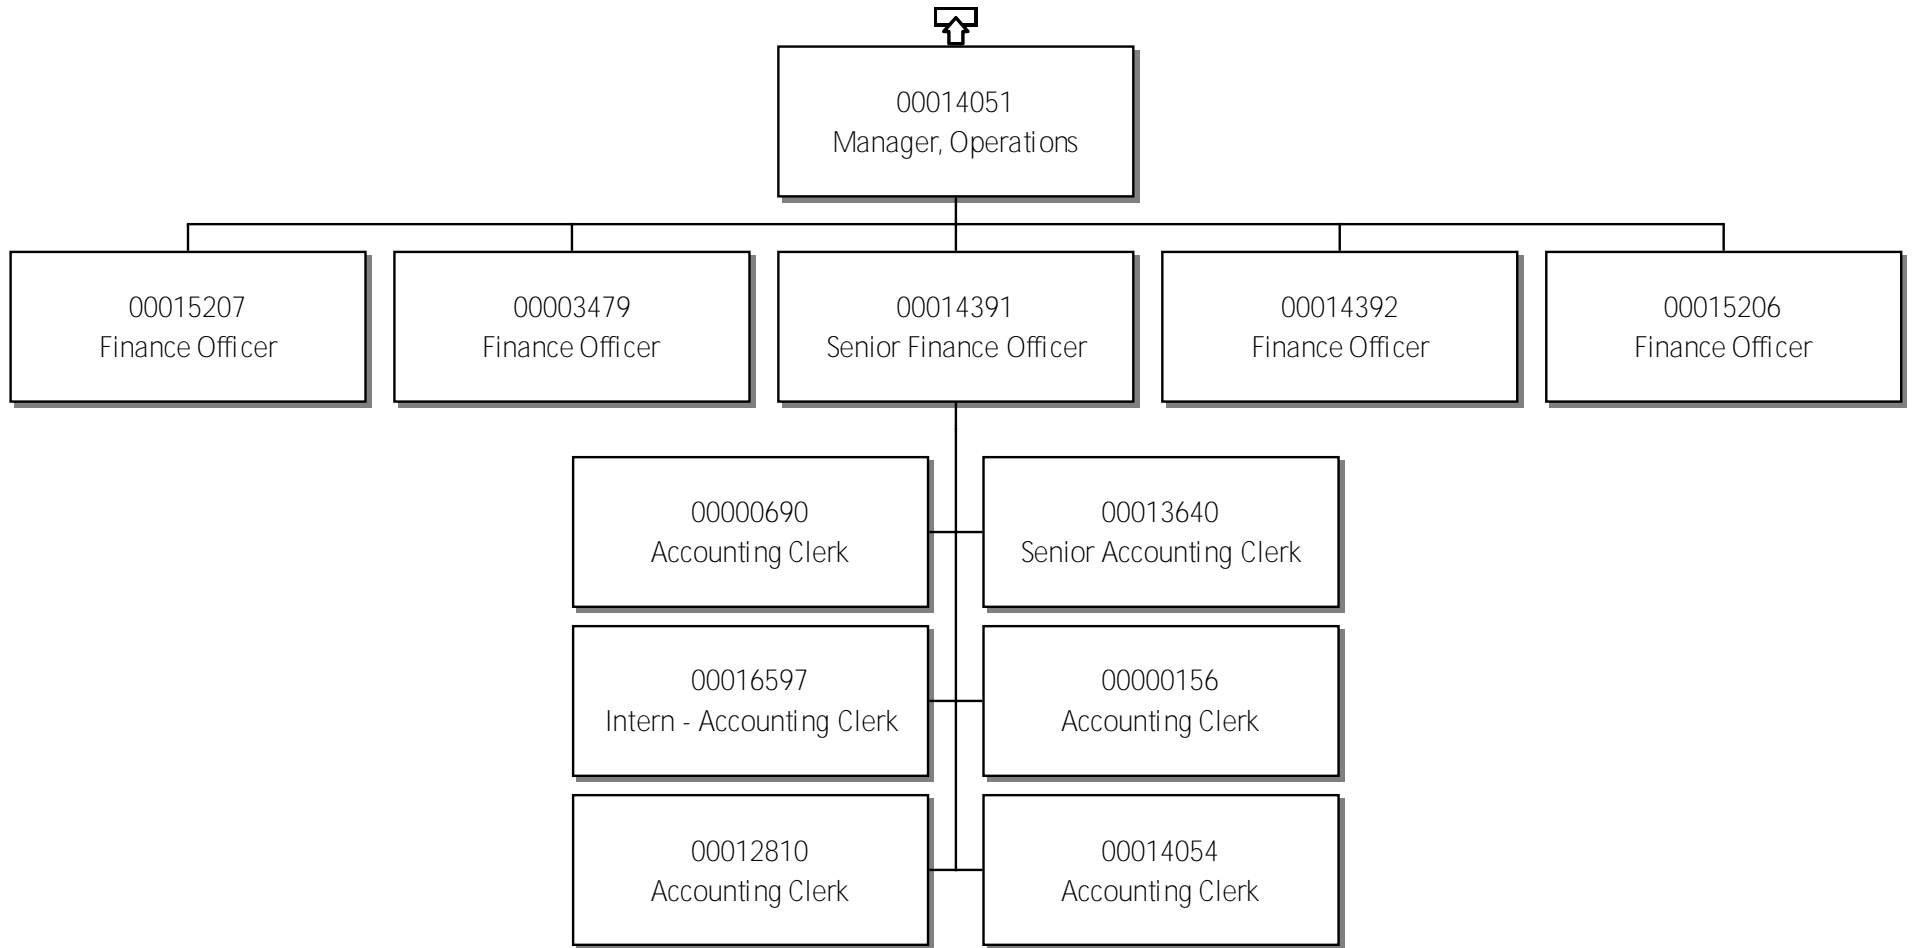 00014051
Manager, Operations
00015207
Finance Officer
00003479
Finance Officer
00014391
Senior Finance Officer
00014392
Finance Officer
00015206
Finance Officer
00000690
Accounting Clerk
00013640
Senior Accounting Clerk
00016597
Intern - Accounting Clerk
00000156
Accounting Clerk
00012810
Accounting Clerk
00014054
Accounting Clerk